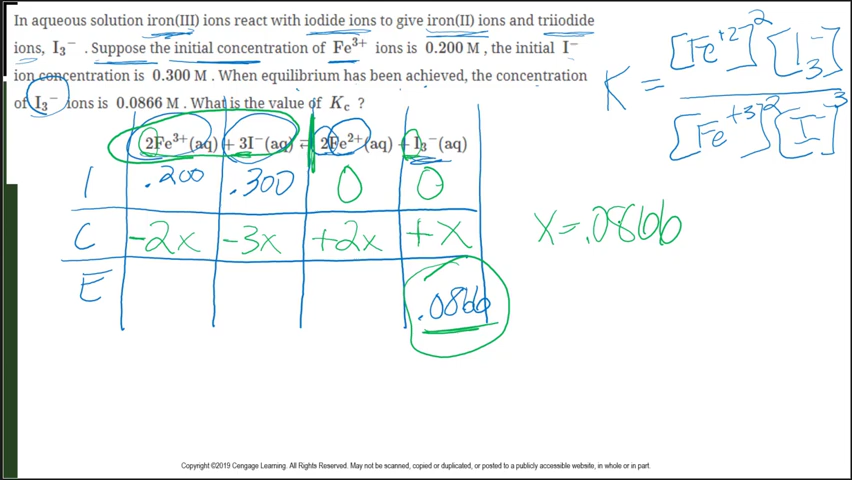 In aqueous solution iron(III) ions react with iodide ions to give iron(II) ions and triiodide
ions, I₃⁻ . Suppose the initial concentration of Fe³⁺ ions is 0.200 M , the initial I⁻
ion concentration is 0.300 M . When equilibrium has been achieved, the concentration
of I₃⁻ ions is 0.0866 M . What is the value of Kc ?
K = [Fe⁺²]² [I₃⁻] / [Fe⁺³]² [I⁻]³
2Fe³⁺(aq) + 3I⁻(aq) ⇌ 2Fe²⁺(aq) + I₃⁻(aq)
I .200 .300 0 0
C -2x -3x +2x +x
x = .0866
E .0866
Copyright ©2019 Cengage Learning. All Rights Reserved. May not be scanned, copied or duplicated, or posted to a publicly accessible website, in whole or in part.